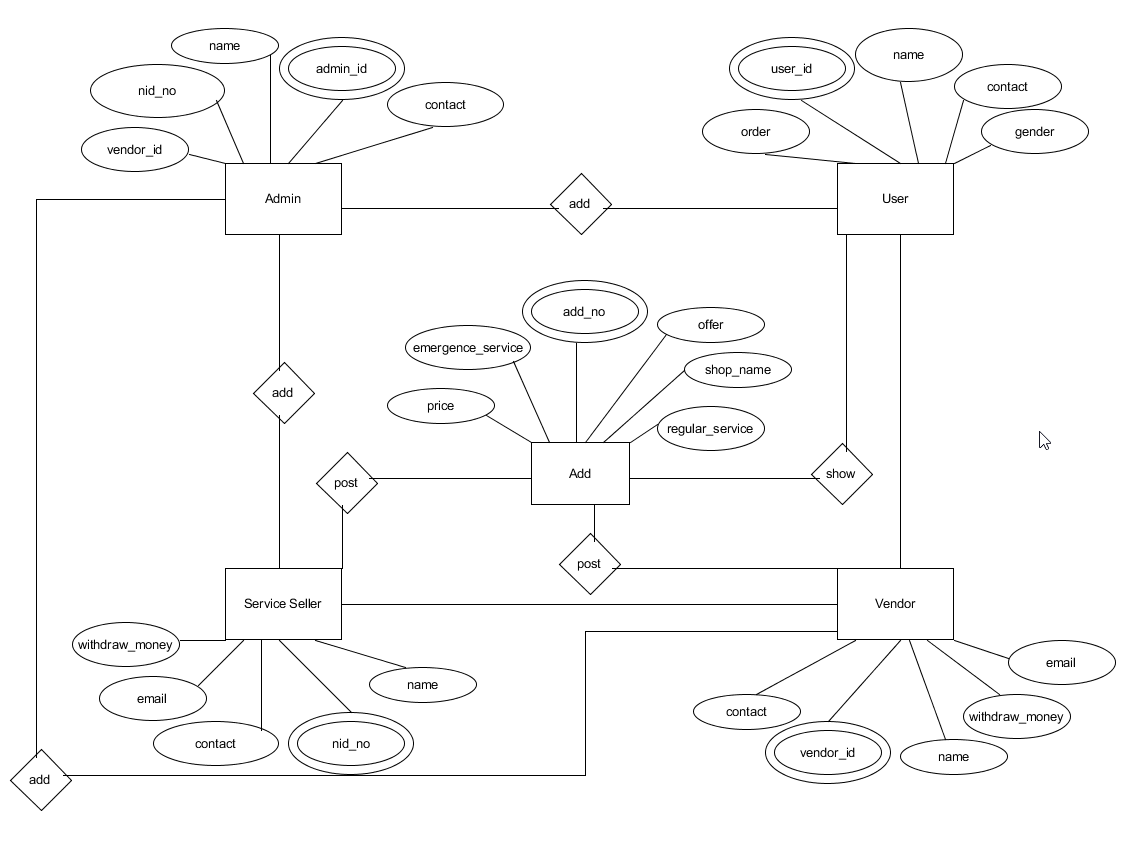 name
admin_id
nid_no
contact
vendor_id
Admin
add
user_id
name
contact
order
gender
User
add_no
offer
emergence_service
shop_name
price
regular_service
Add
add
post
show
post
Service Seller
Vendor
withdraw_money
email
contact
nid_no
name
contact
vendor_id
name
withdraw_money
email
add